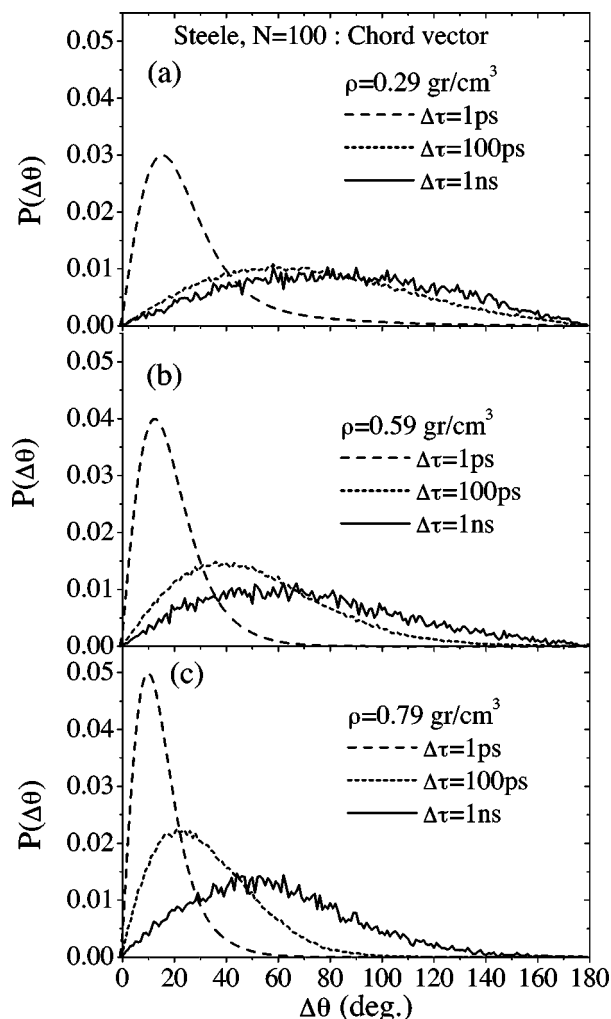 Steele, N=100 : Chord vector
(a)
ρ=0.29 gr/cm³
Δτ=1ps
Δτ=100ps
Δτ=1ns
P(Δθ)
0.05
0.04
0.03
0.02
0.01
0.00
(b)
ρ=0.59 gr/cm³
Δτ=1ps
Δτ=100ps
Δτ=1ns
P(Δθ)
0.05
0.04
0.03
0.02
0.01
0.00
(c)
ρ=0.79 gr/cm³
Δτ=1ps
Δτ=100ps
Δτ=1ns
P(Δθ)
0.05
0.04
0.03
0.02
0.01
0.00
0 20 40 60 80 100 120 140 160 180
Δθ (deg.)